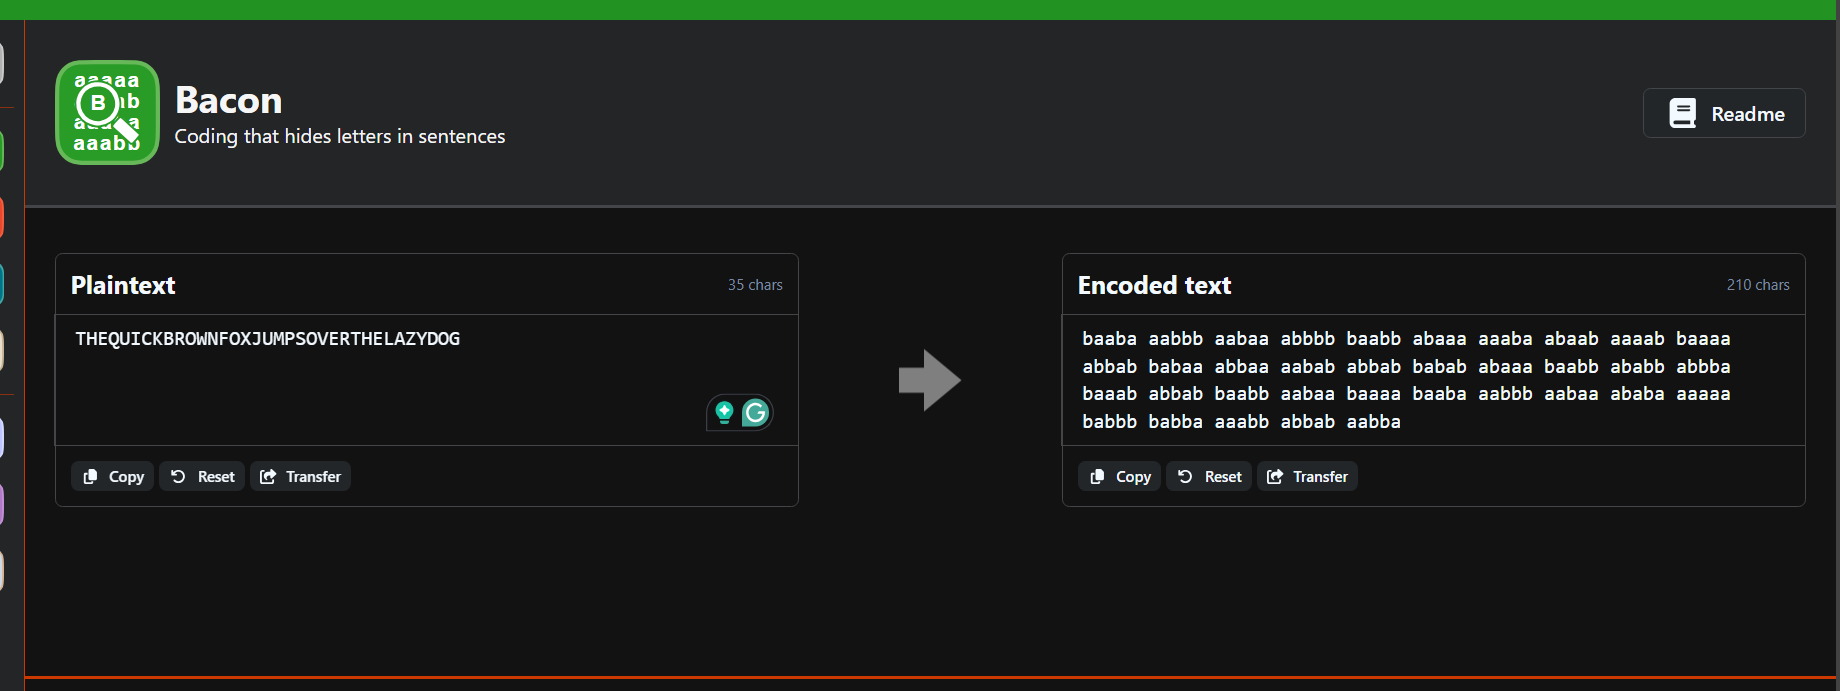 aaaaa
B
aaabb
Bacon
Coding that hides letters in sentences
Readme
Plaintext
35 chars
THEQUICKBROWNFOXJUMPSOVERTHELAZYDOG
Copy
Reset
Transfer
Encoded text
210 chars
baaba aabbb aabaa abbbb baabb abaaa aaaba abaab aaaab baaaa
abbab babaa abbaa aabab abbab babab abaaa baabb ababb abbba
baaab abbab baabb aabaa baaaa baaba aabbb aabaa ababa aaaaa
babbb babba aaabb abbab aabba
Copy
Reset
Transfer